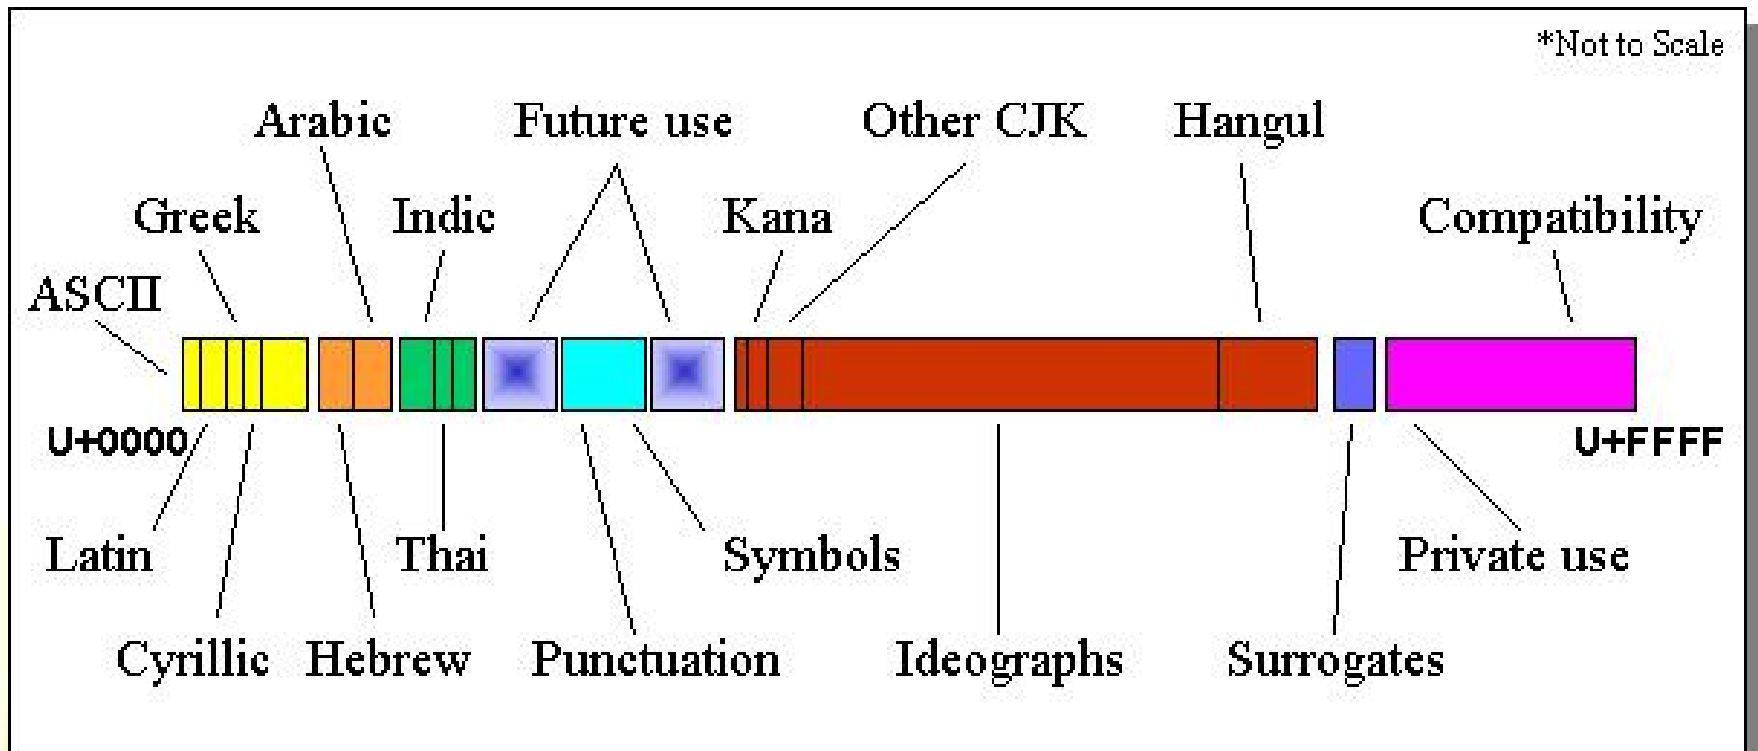 *Not to Scale
Arabic Future use Other CJK Hangul
Greek Indic Kana Compatibility
ASCII
U+0000 U+FFFF
Latin Thai Symbols Private use
Cyrillic Hebrew Punctuation Ideographs Surrogates